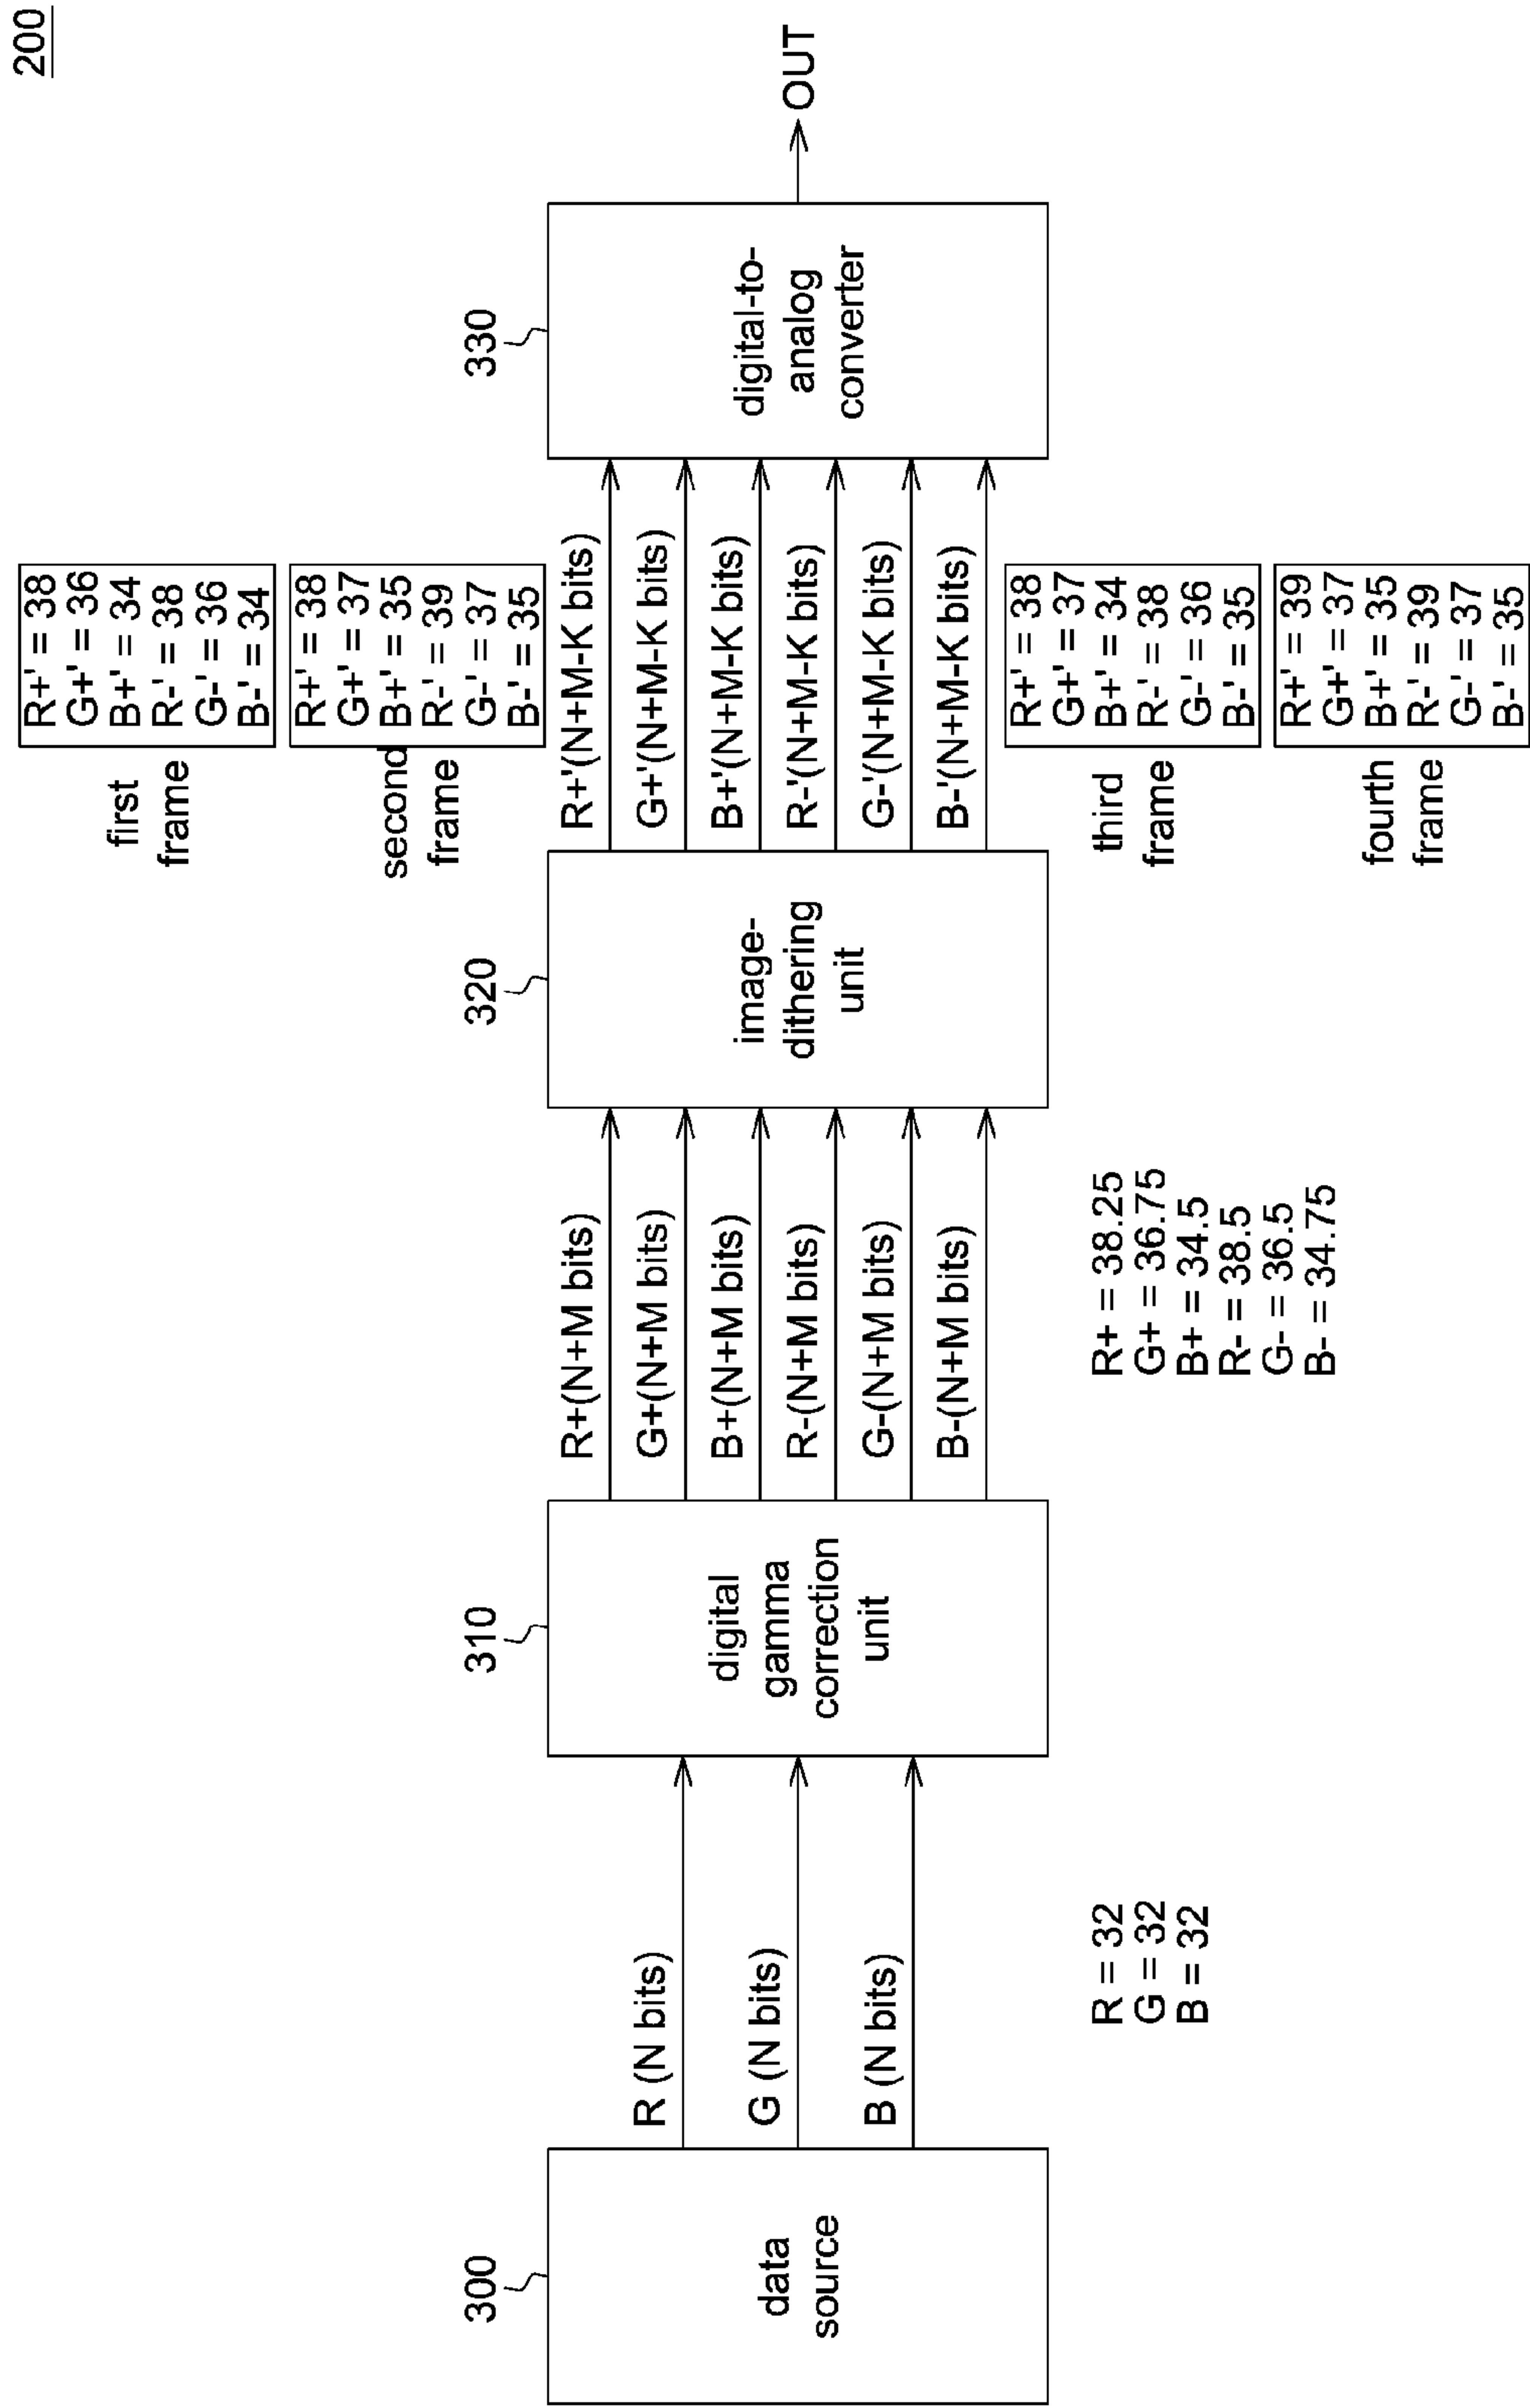 200
300
data
source
R (N bits)
G (N bits)
B (N bits)
R = 32
G = 32
B = 32
310
digital
gamma
correction
unit
R+(N+M bits)
G+(N+M bits)
B+(N+M bits)
R-(N+M bits)
G-(N+M bits)
B-(N+M bits)
R+ = 38.25
G+ = 36.75
B+ = 34.5
R- = 38.5
G- = 36.5
B- = 34.75
320
image-
dithering
unit
first
frame
R+' = 38
G+' = 36
B+' = 34
R-' = 38
G-' = 36
B-' = 34
second
frame
R+' = 38
G+' = 37
B+' = 35
R-' = 39
G-' = 37
B-' = 35
R+'(N+M-K bits)
G+'(N+M-K bits)
B+'(N+M-K bits)
R-'(N+M-K bits)
G-'(N+M-K bits)
B-'(N+M-K bits)
third
frame
R+' = 38
G+' = 37
B+' = 34
R-' = 38
G-' = 36
B-' = 35
fourth
frame
R+' = 39
G+' = 37
B+' = 35
R-' = 39
G-' = 37
B-' = 35
330
digital-to-
analog
converter
OUT